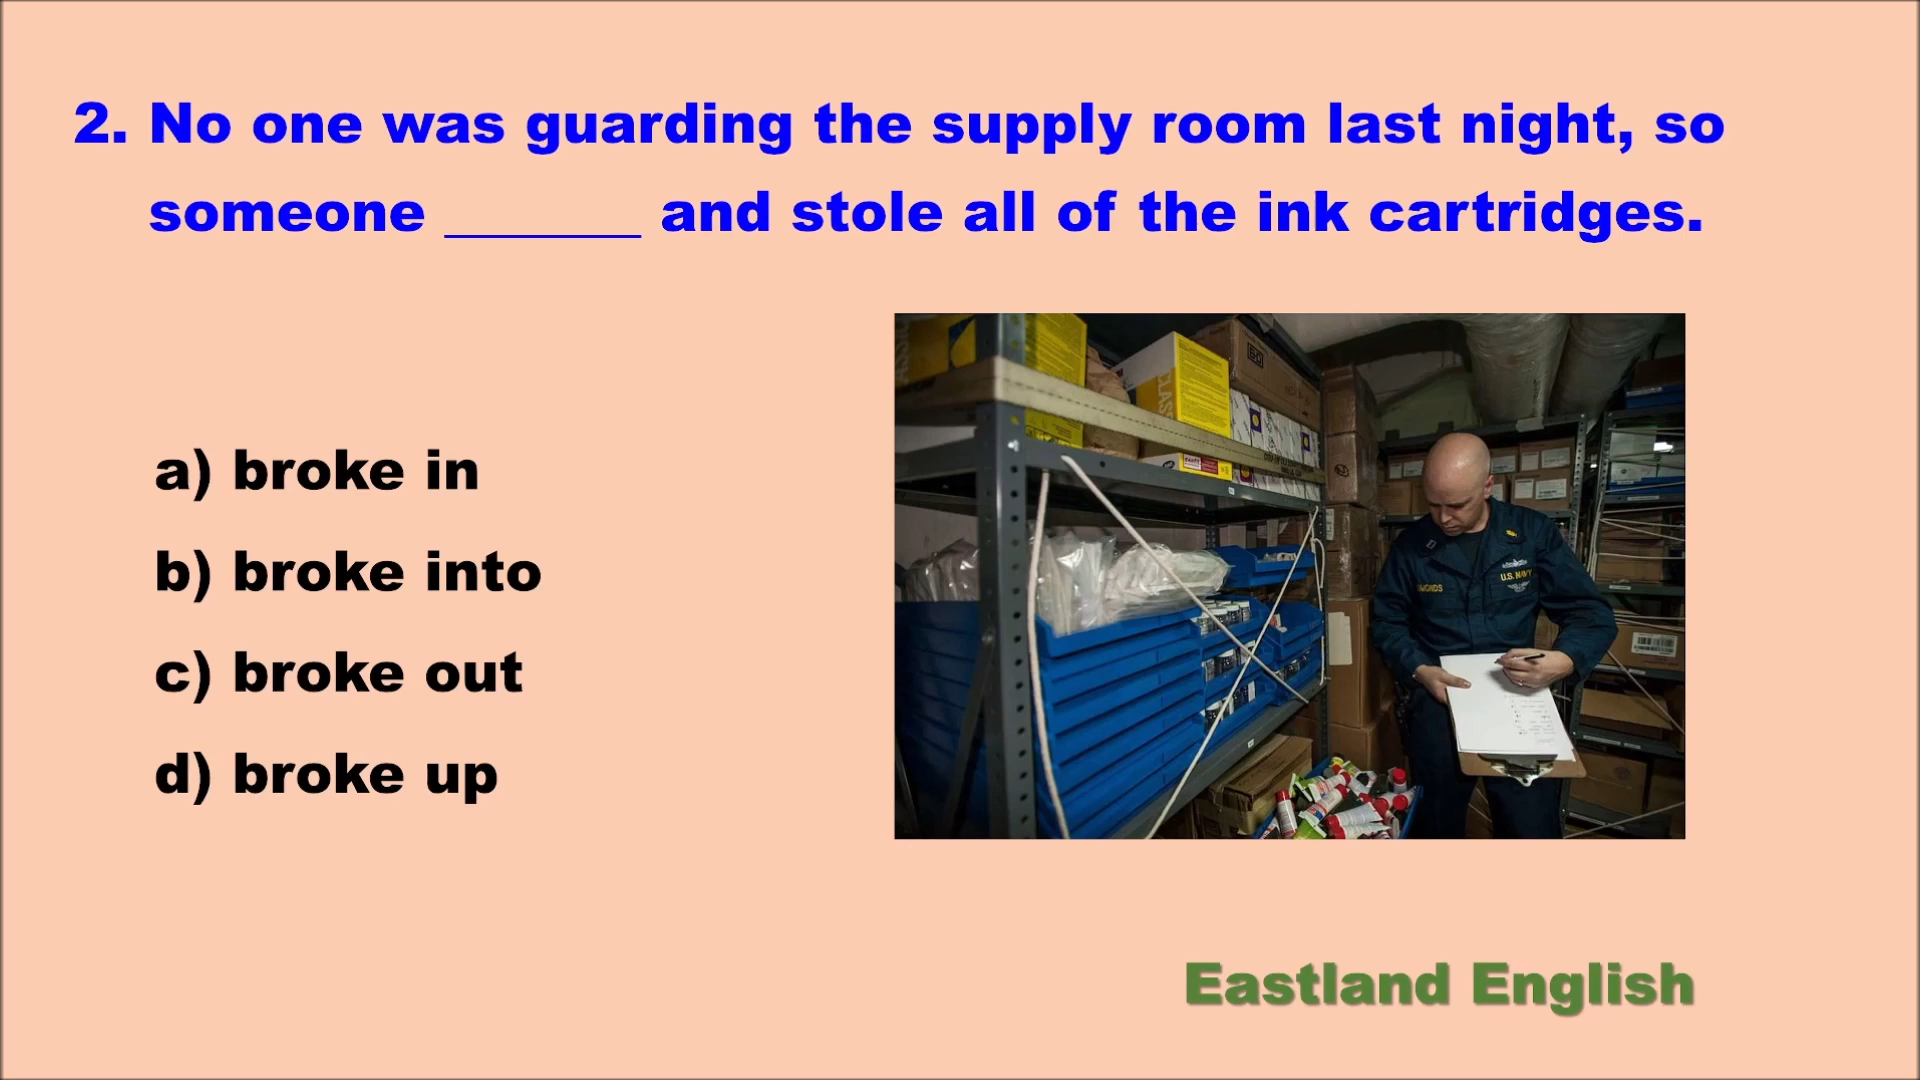 2. No one was guarding the supply room last night, so
someone _______ and stole all of the ink cartridges.
a) broke in
b) broke into
c) broke out
d) broke up
U.S. NAVY
Eastland English